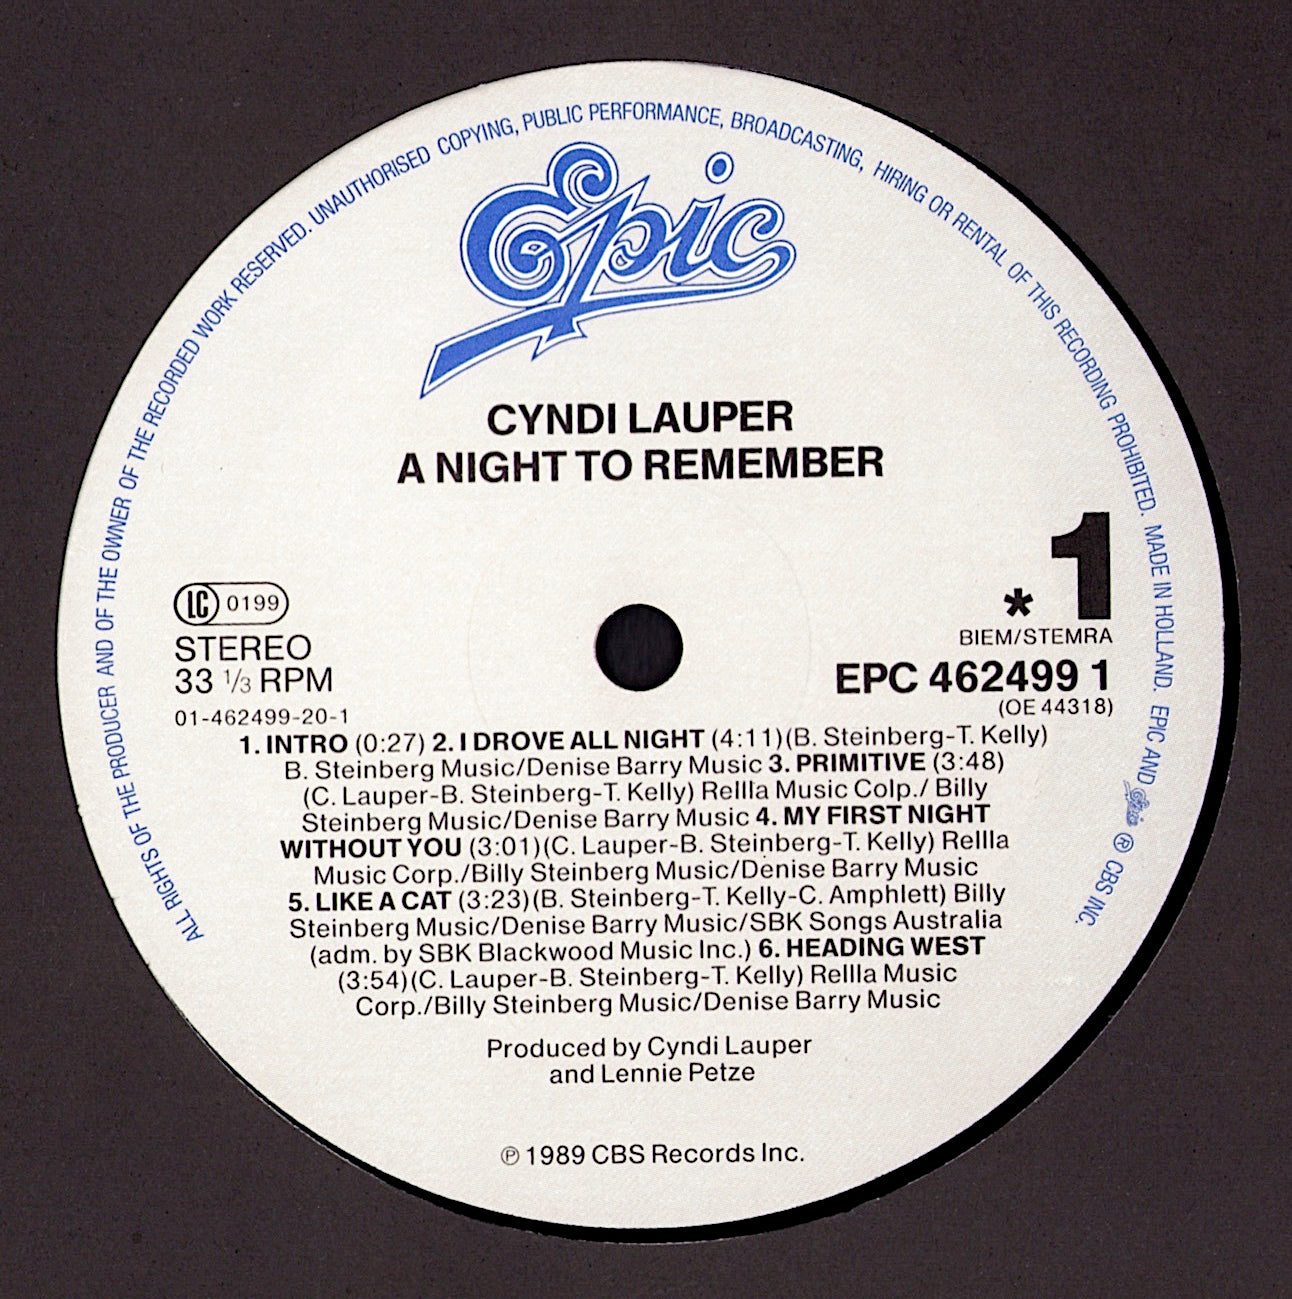 ALL RIGHTS OF THE PRODUCER AND OF THE OWNER OF THE RECORDED WORK RESERVED. UNAUTHORISED COPYING, PUBLIC PERFORMANCE, BROADCASTING, HIRING OR RENTAL OF THIS RECORDING PROHIBITED. MADE IN HOLLAND. EPIC AND Epic ® CBS INC.
Epic
CYNDI LAUPER
A NIGHT TO REMEMBER
1
*
BIEM/STEMRA
EPC 462499 1
(OE 44318)
LC 0199
STEREO
33 1/3 RPM
01-462499-20-1
1. INTRO (0:27) 2. I DROVE ALL NIGHT (4:11)(B. Steinberg-T. Kelly)
B. Steinberg Music/Denise Barry Music 3. PRIMITIVE (3:48)
(C. Lauper-B. Steinberg-T. Kelly) Rellla Music Colp./ Billy
Steinberg Music/Denise Barry Music 4. MY FIRST NIGHT
WITHOUT YOU (3:01)(C. Lauper-B. Steinberg-T. Kelly) Rellla
Music Corp./Billy Steinberg Music/Denise Barry Music
5. LIKE A CAT (3:23)(B. Steinberg-T. Kelly-C. Amphlett) Billy
Steinberg Music/Denise Barry Music/SBK Songs Australia
(adm. by SBK Blackwood Music Inc.) 6. HEADING WEST
(3:54)(C. Lauper-B. Steinberg-T. Kelly) Rellla Music
Corp./Billy Steinberg Music/Denise Barry Music
Produced by Cyndi Lauper
and Lennie Petze
℗ 1989 CBS Records Inc.